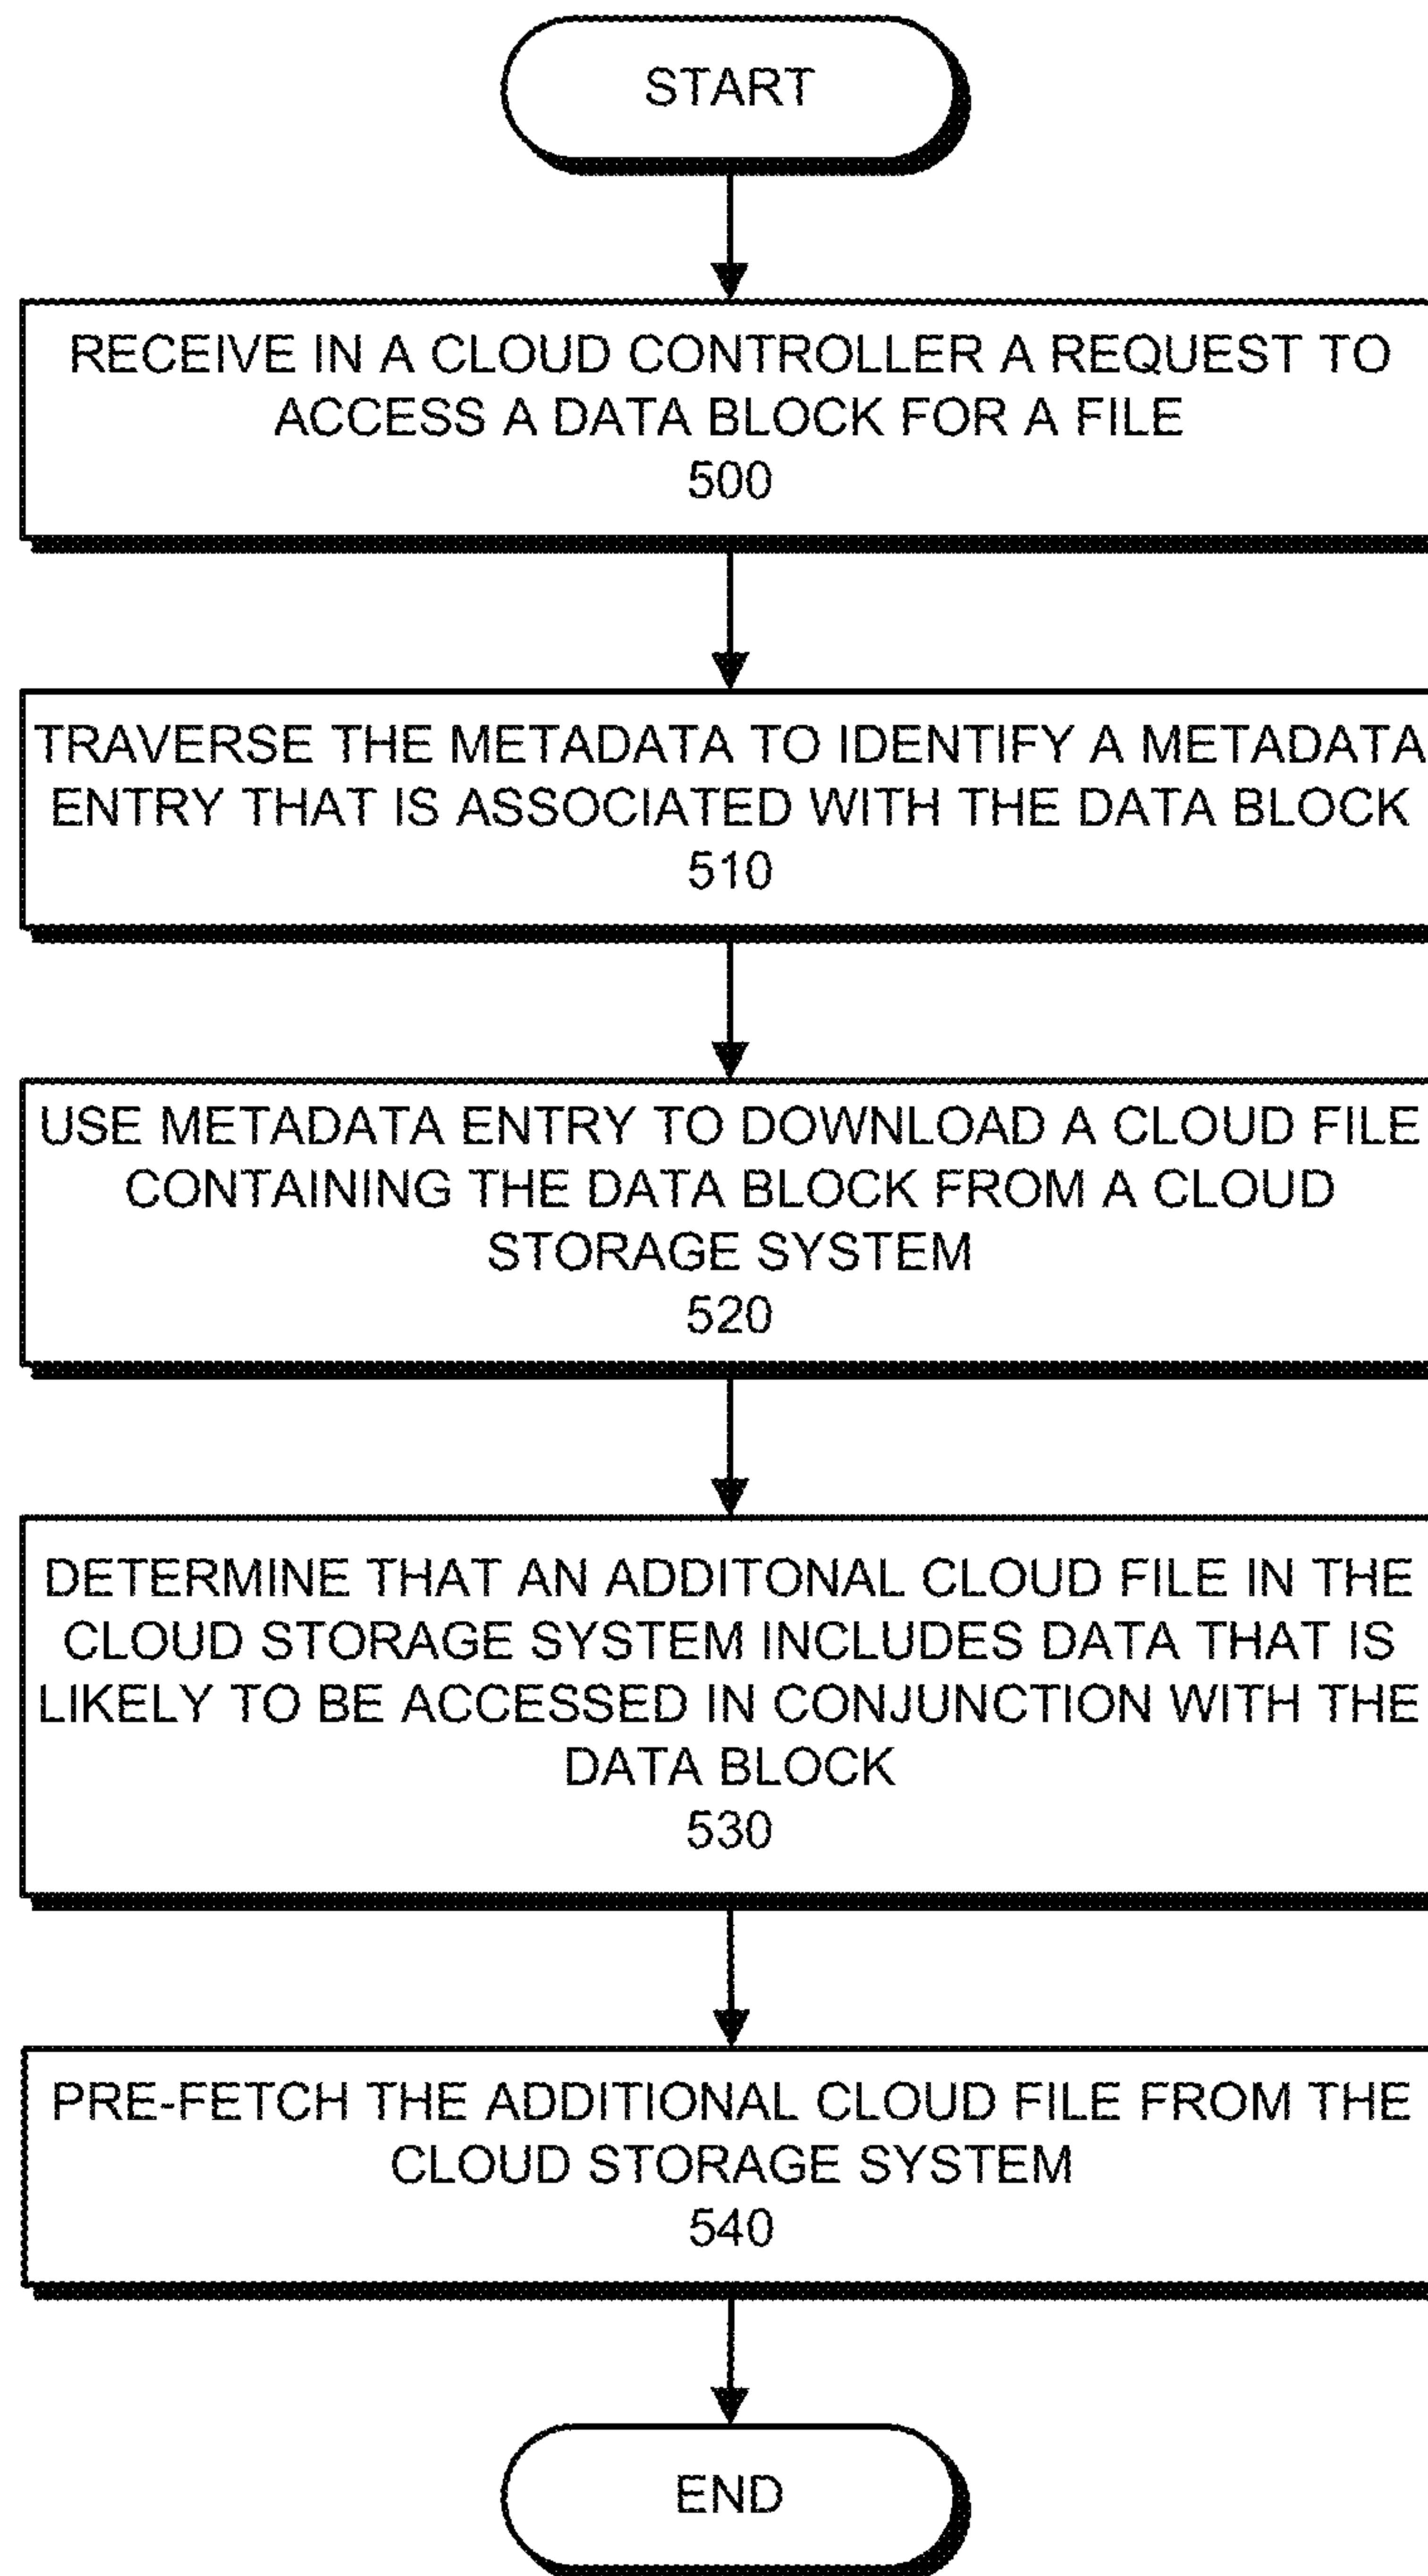 START
RECEIVE IN A CLOUD CONTROLLER A REQUEST TO
ACCESS A DATA BLOCK FOR A FILE
500
TRAVERSE THE METADATA TO IDENTIFY A METADATA
ENTRY THAT IS ASSOCIATED WITH THE DATA BLOCK
510
USE METADATA ENTRY TO DOWNLOAD A CLOUD FILE
CONTAINING THE DATA BLOCK FROM A CLOUD
STORAGE SYSTEM
520
DETERMINE THAT AN ADDITONAL CLOUD FILE IN THE
CLOUD STORAGE SYSTEM INCLUDES DATA THAT IS
LIKELY TO BE ACCESSED IN CONJUNCTION WITH THE
DATA BLOCK
530
PRE-FETCH THE ADDITIONAL CLOUD FILE FROM THE
CLOUD STORAGE SYSTEM
540
END